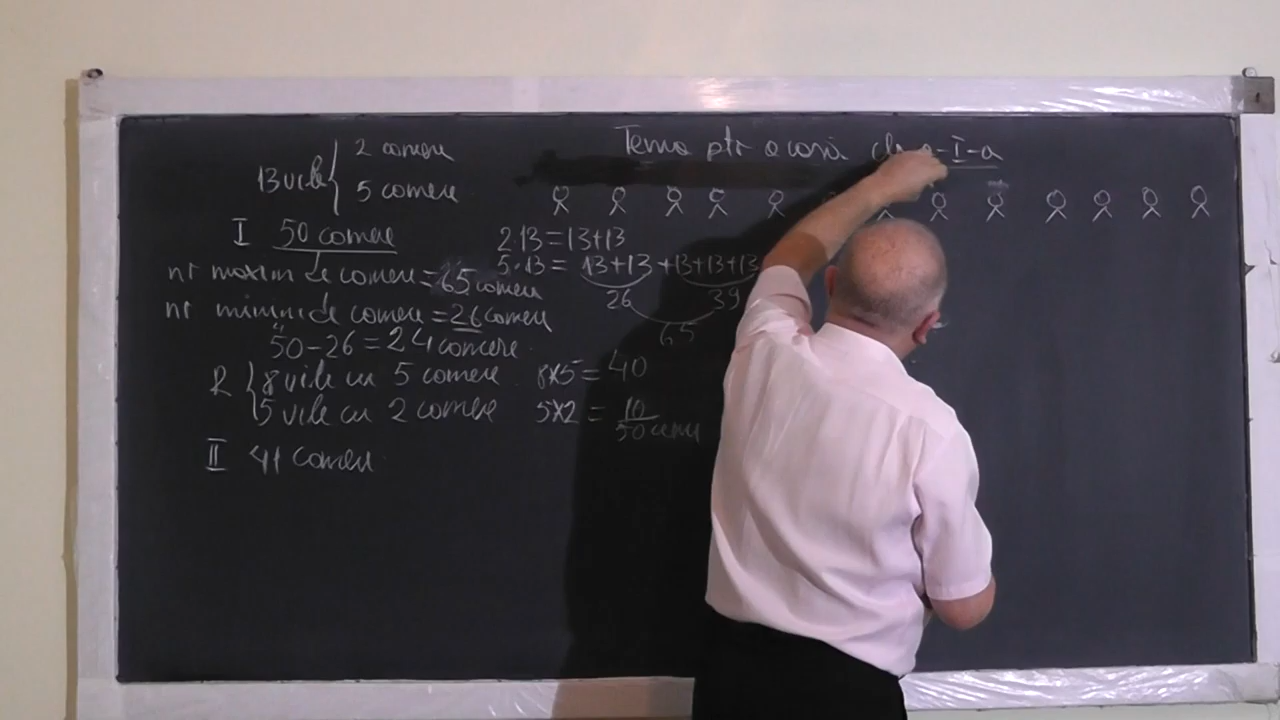 Tema ptr acasă cls a-I-a
13 vile { 2 camere
5 camere
I 50 camere
2·13=13+13
5·13= 13+13+13+13+13
26 39
65
nr maxim de camere = 65 camere
nr minim de camere = 26 camere
50-26=24 camere
R { 8 vile cu 5 camere 8x5=40
5 vile cu 2 camere 5x2=10
50 camere
II 41 camere